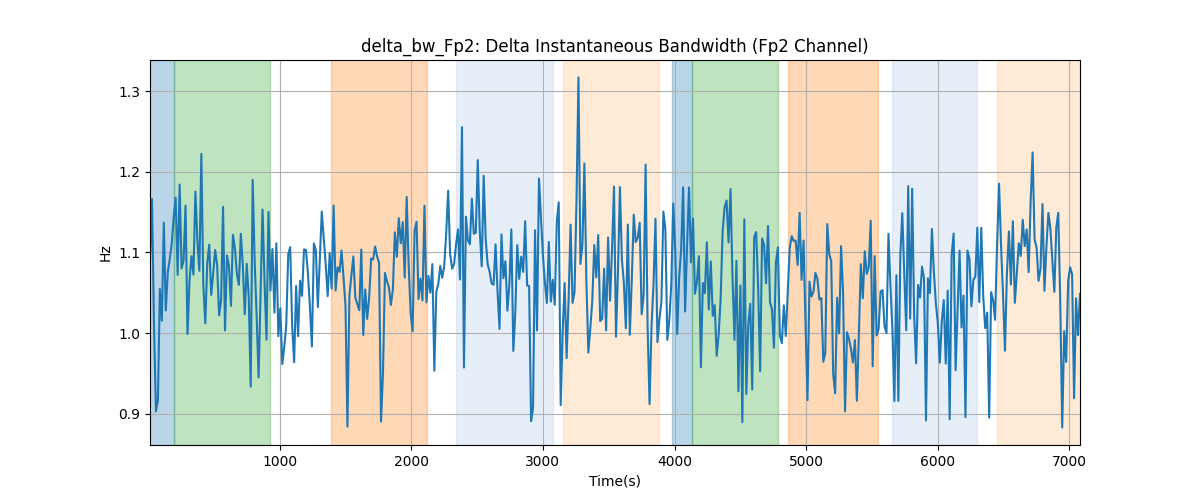 delta_bw_Fp2: Delta Instantaneous Bandwidth (Fp2 Channel)
1.3
1.2
1.1
1.0
0.9
Hz
1000 2000 3000 4000 5000 6000 7000
Time(s)